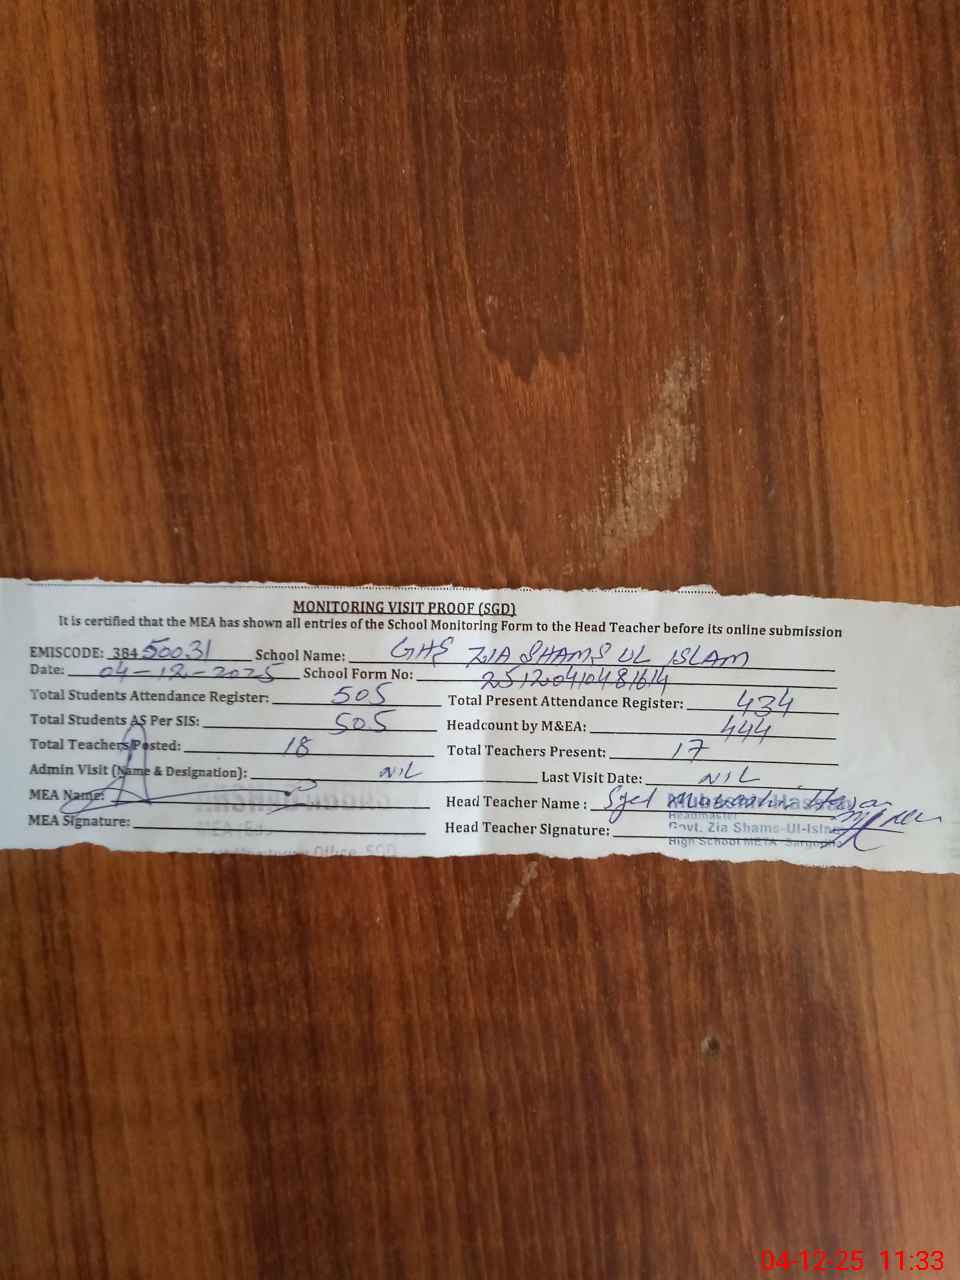 MONITORING VISIT PROOF (SGD)
It is certified that the MEA has shown all entries of the School Monitoring Form to the Head Teacher before its online submission
EMISCODE: 384 50031 School Name: GHS ZIA SHAMS UL ISLAM
Date: 04-12-2025 School Form No: 25120410481614
Total Students Attendance Register: 505 Total Present Attendance Register: 434
Total Students AS Per SIS: 505 Headcount by M&EA: 444
Total Teachers Posted: 18 Total Teachers Present: 17
Admin Visit (Name & Designation): NIL Last Visit Date: NIL
MEA Name: Head Teacher Name : Syed
Headmaster
MEA Signature: Head Teacher Signature: Govt. Zia Shams-Ul-Islam
High School
04-12-25 11:33